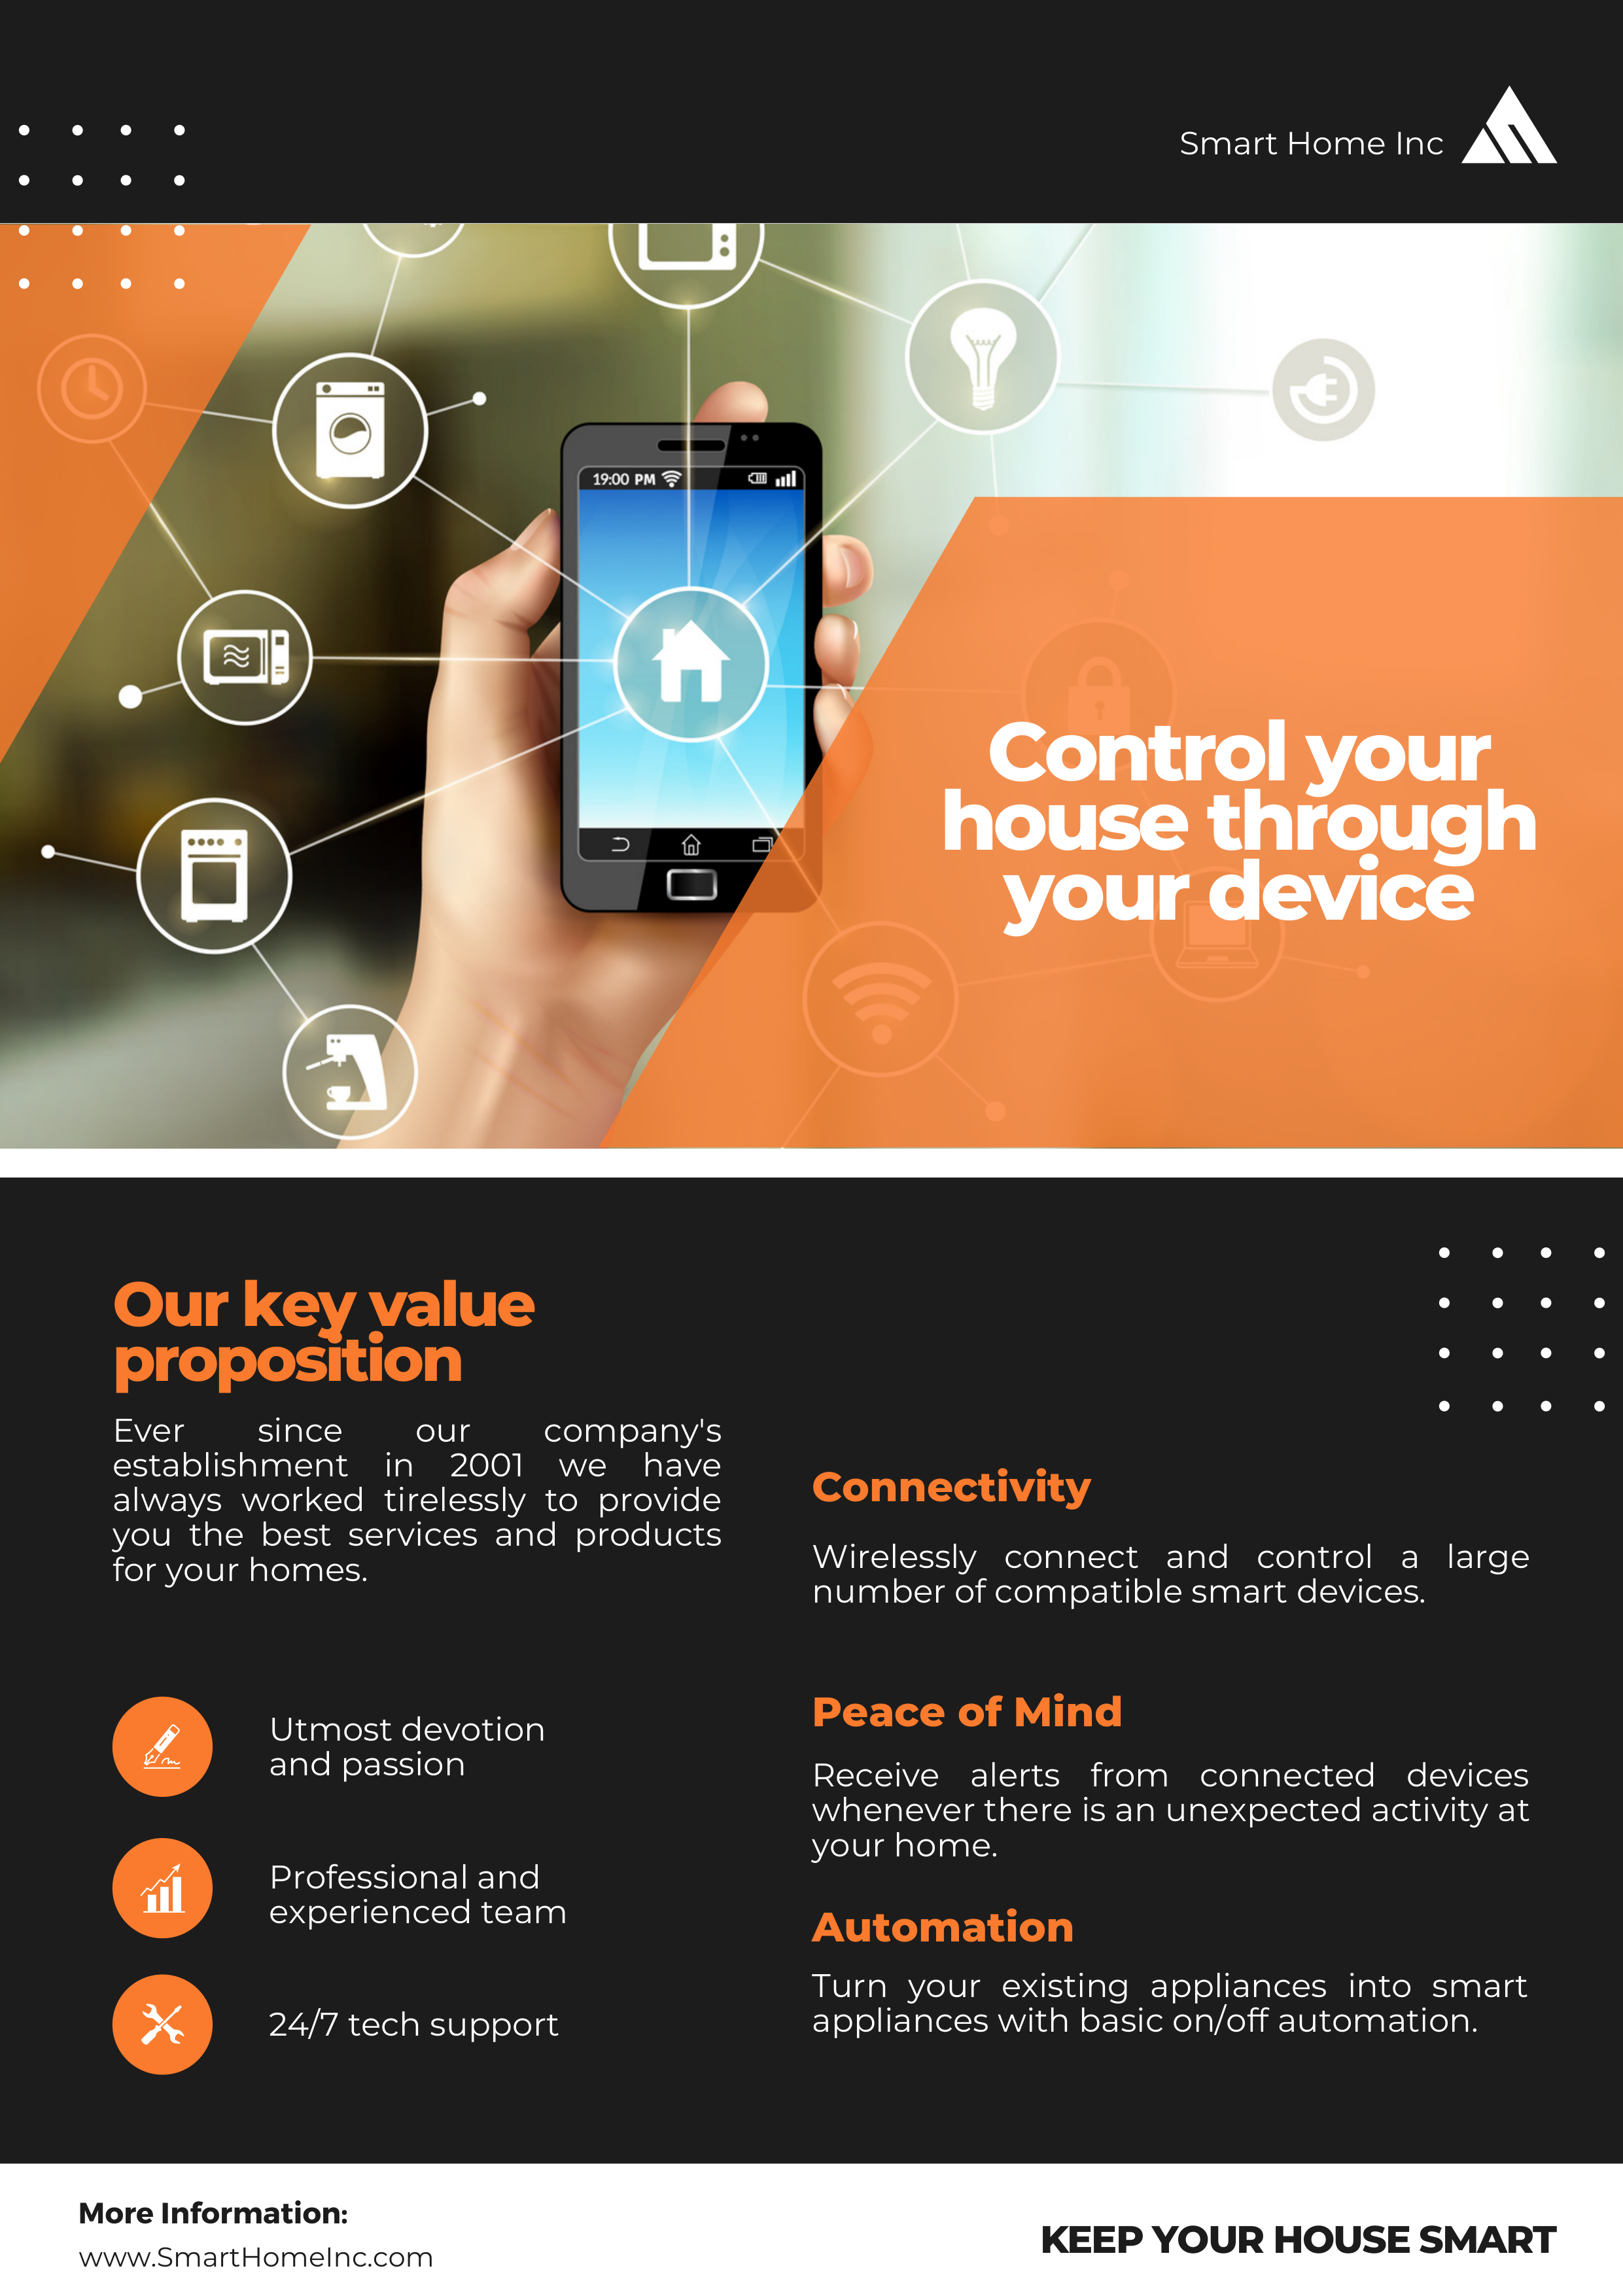 Smart Home Inc
19:00 PM
Control your
house through
your device
Our key value
proposition
Ever since our company's
establishment in 2001 we have
always worked tirelessly to provide
you the best services and products
for your homes.
Utmost devotion
and passion
Professional and
experienced team
24/7 tech support
Connectivity
Wirelessly connect and control a large
number of compatible smart devices.
Peace of Mind
Receive alerts from connected devices
whenever there is an unexpected activity at
your home.
Automation
Turn your existing appliances into smart
appliances with basic on/off automation.
More Information:
www.SmartHomeInc.com
KEEP YOUR HOUSE SMART